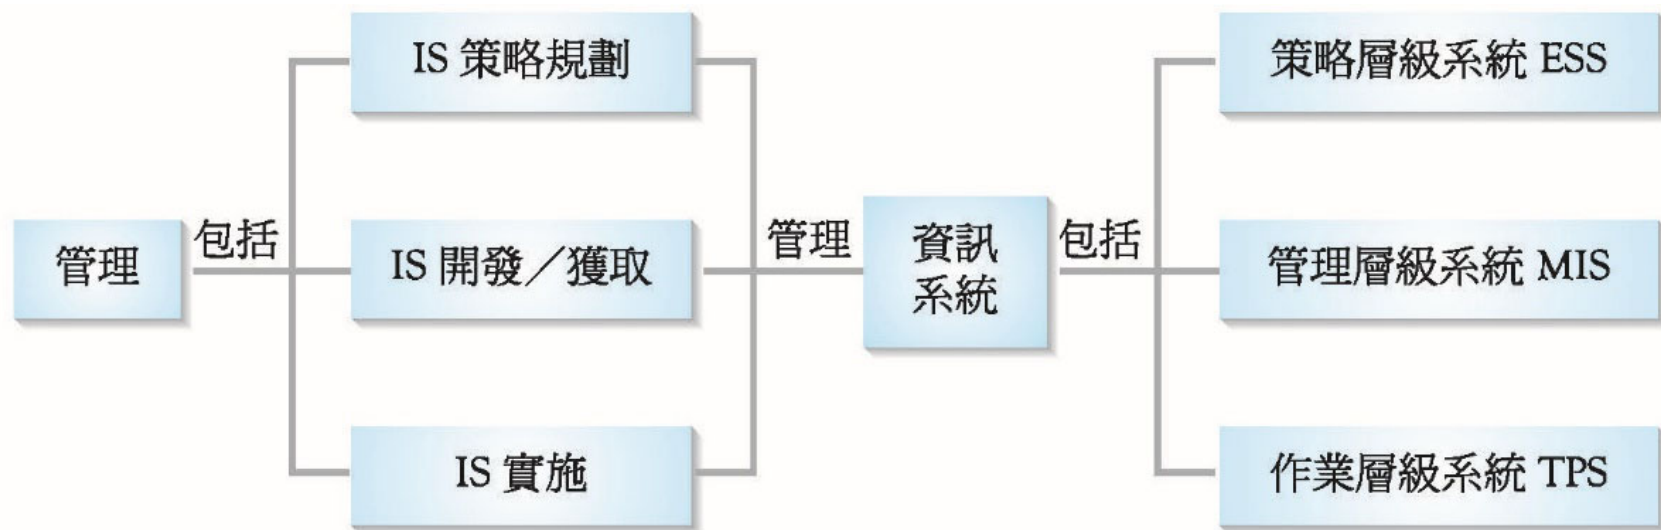 IS 策略規劃
策略層級系統 ESS
管理
包括
IS 開發／獲取
管理
資訊
系統
包括
管理層級系統 MIS
IS 實施
作業層級系統 TPS